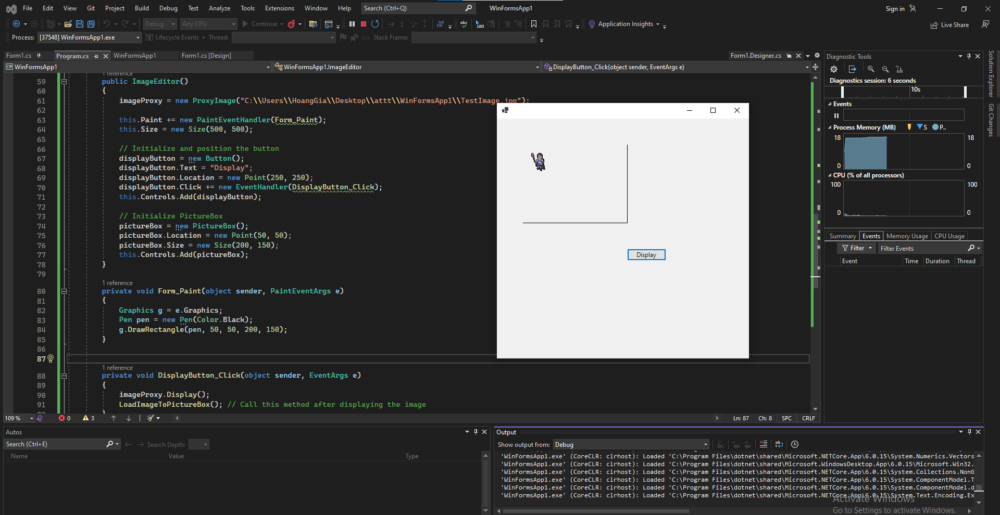 File Edit View Git Project Build Debug Test Analyze Tools Extensions Window Help Search (Ctrl+Q) WinFormsApp1 Sign in
Debug Any CPU Continue Application Insights Live Share
Process: [37548] WinFormsApp1.exe Lifecycle Events Thread: Stack Frame:
Form1.cs Program.cs WinFormsApp1 Form1.cs [Design] Form1.Designer.cs
WinFormsApp1 WinFormsApp1.ImageEditor DisplayButton_Click(object sender, EventArgs e)
1 reference
59 public ImageEditor()
60 {
61 imageProxy = new ProxyImage("C:\\Users\\HoangGia\\Desktop\\attt\\WinFormsApp1\\TestImage.jpg");
62
63 this.Paint += new PaintEventHandler(Form_Paint);
64 this.Size = new Size(500, 500);
65
66 // Initialize and position the button
67 displayButton = new Button();
68 displayButton.Text = "Display";
69 displayButton.Location = new Point(250, 250);
70 displayButton.Click += new EventHandler(DisplayButton_Click);
71 this.Controls.Add(displayButton);
72
73 // Initialize PictureBox
74 pictureBox = new PictureBox();
75 pictureBox.Location = new Point(50, 50);
76 pictureBox.Size = new Size(200, 150);
77 this.Controls.Add(pictureBox);
78 }
79
1 reference
80 private void Form_Paint(object sender, PaintEventArgs e)
81 {
82 Graphics g = e.Graphics;
83 Pen pen = new Pen(Color.Black);
84 g.DrawRectangle(pen, 50, 50, 200, 150);
85 }
86
87
1 reference
88 private void DisplayButton_Click(object sender, EventArgs e)
89 {
90 imageProxy.Display();
91 LoadImageToPictureBox(); // Call this method after displaying the image
109 % 0 3 Ln: 87 Ch: 8 SPC CRLF
Display
Diagnostic Tools
Diagnostics session: 6 seconds
10s
Events
Process Memory (MB) S P..
18 18
0 0
CPU (% of all processors)
100 100
0 0
Summary Events Memory Usage CPU Usage
Filter Filter Events
Event Time Duration Thread
Solution Explorer
Git Changes
Autos
Search (Ctrl+E) Search Depth:
Name Value Type
Output
Show output from: Debug
'WinFormsApp1.exe' (CoreCLR: clrhost): Loaded 'C:\Program Files\dotnet\shared\Microsoft.NETCore.App\6.0.15\System.Numerics.Vectors
'WinFormsApp1.exe' (CoreCLR: clrhost): Loaded 'C:\Program Files\dotnet\shared\Microsoft.WindowsDesktop.App\6.0.15\Microsoft.Win32.
'WinFormsApp1.exe' (CoreCLR: clrhost): Loaded 'C:\Program Files\dotnet\shared\Microsoft.NETCore.App\6.0.15\System.Collections.NonG
'WinFormsApp1.exe' (CoreCLR: clrhost): Loaded 'C:\Program Files\dotnet\shared\Microsoft.NETCore.App\6.0.15\System.ComponentModel.T
'WinFormsApp1.exe' (CoreCLR: clrhost): Loaded 'C:\Program Files\dotnet\shared\Microsoft.NETCore.App\6.0.15\System.ComponentModel.d
'WinFormsApp1.exe' (CoreCLR: clrhost): Loaded 'C:\Program Files\dotnet\shared\Microsoft.NETCore.App\6.0.15\System.Text.Encoding.Ex
Activate Windows
Go to Settings to activate Windows.